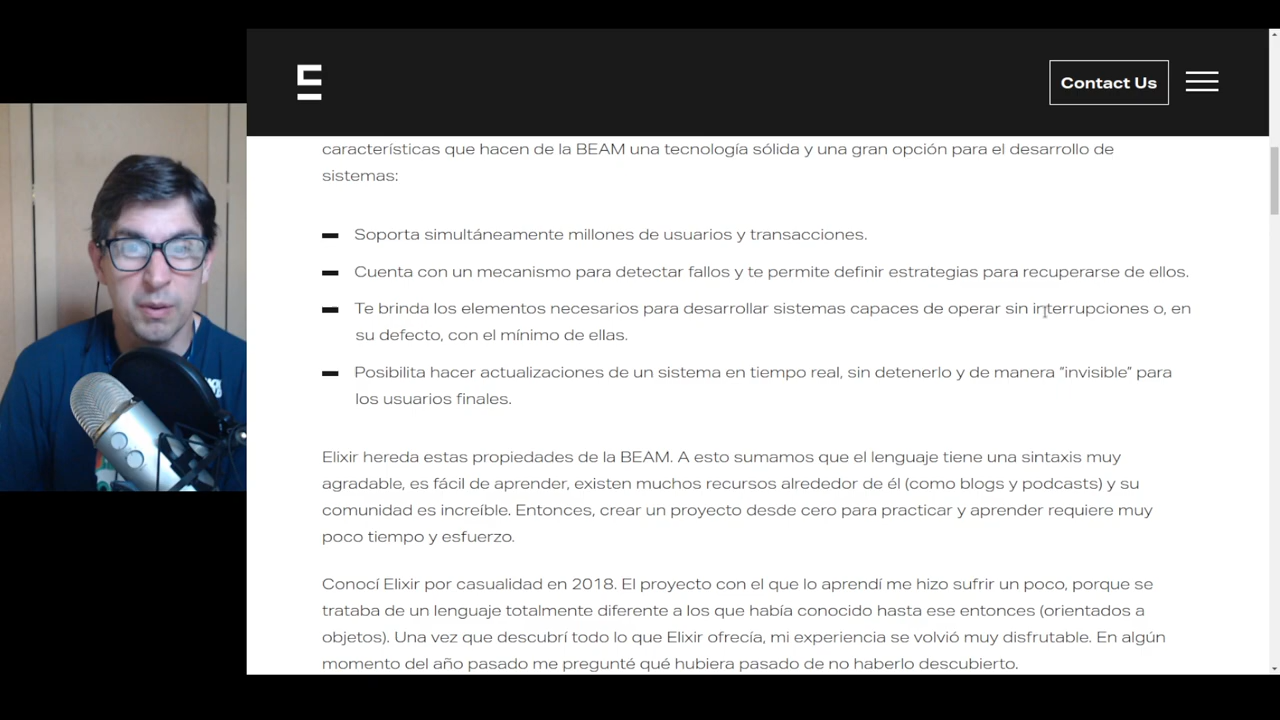 Contact Us
características que hacen de la BEAM una tecnología sólida y una gran opción para el desarrollo de
sistemas:
Soporta simultáneamente millones de usuarios y transacciones.
Cuenta con un mecanismo para detectar fallos y te permite definir estrategias para recuperarse de ellos.
Te brinda los elementos necesarios para desarrollar sistemas capaces de operar sin interrupciones o, en
su defecto, con el mínimo de ellas.
Posibilita hacer actualizaciones de un sistema en tiempo real, sin detenerlo y de manera “invisible” para
los usuarios finales.
Elixir hereda estas propiedades de la BEAM. A esto sumamos que el lenguaje tiene una sintaxis muy
agradable, es fácil de aprender, existen muchos recursos alrededor de él (como blogs y podcasts) y su
comunidad es increíble. Entonces, crear un proyecto desde cero para practicar y aprender requiere muy
poco tiempo y esfuerzo.
Conocí Elixir por casualidad en 2018. El proyecto con el que lo aprendí me hizo sufrir un poco, porque se
trataba de un lenguaje totalmente diferente a los que había conocido hasta ese entonces (orientados a
objetos). Una vez que descubrí todo lo que Elixir ofrecía, mi experiencia se volvió muy disfrutable. En algún
momento del año pasado me pregunté qué hubiera pasado de no haberlo descubierto.